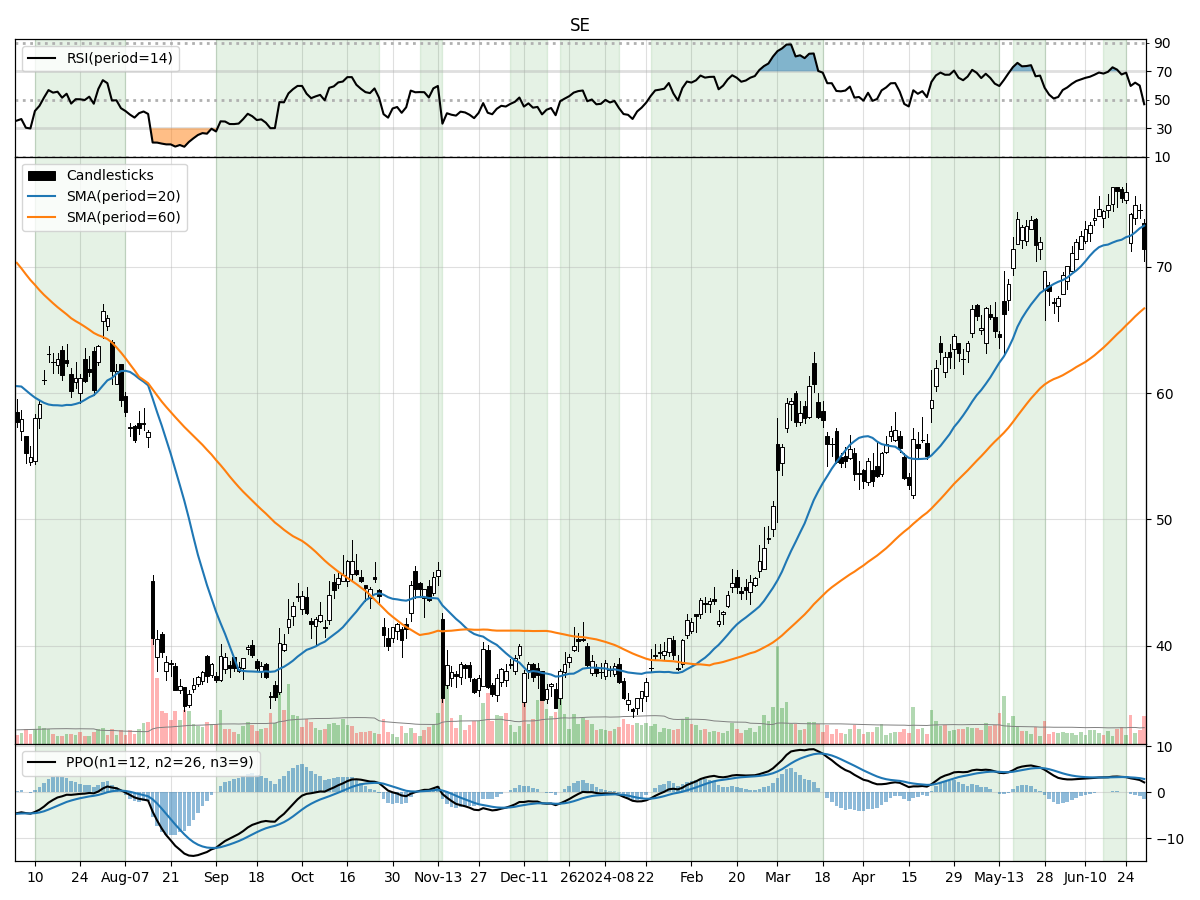 SE
RSI(period=14)
90
70
50
30
10
Candlesticks
SMA(period=20)
SMA(period=60)
70
60
50
40
PPO(n1=12, n2=26, n3=9)
10
0
−10
10 24 Aug-07 21 Sep 18 Oct 16 30 Nov-13 27 Dec-11 26 2024-08 22 Feb 20 Mar 18 Apr 15 29 May-13 28 Jun-10 24